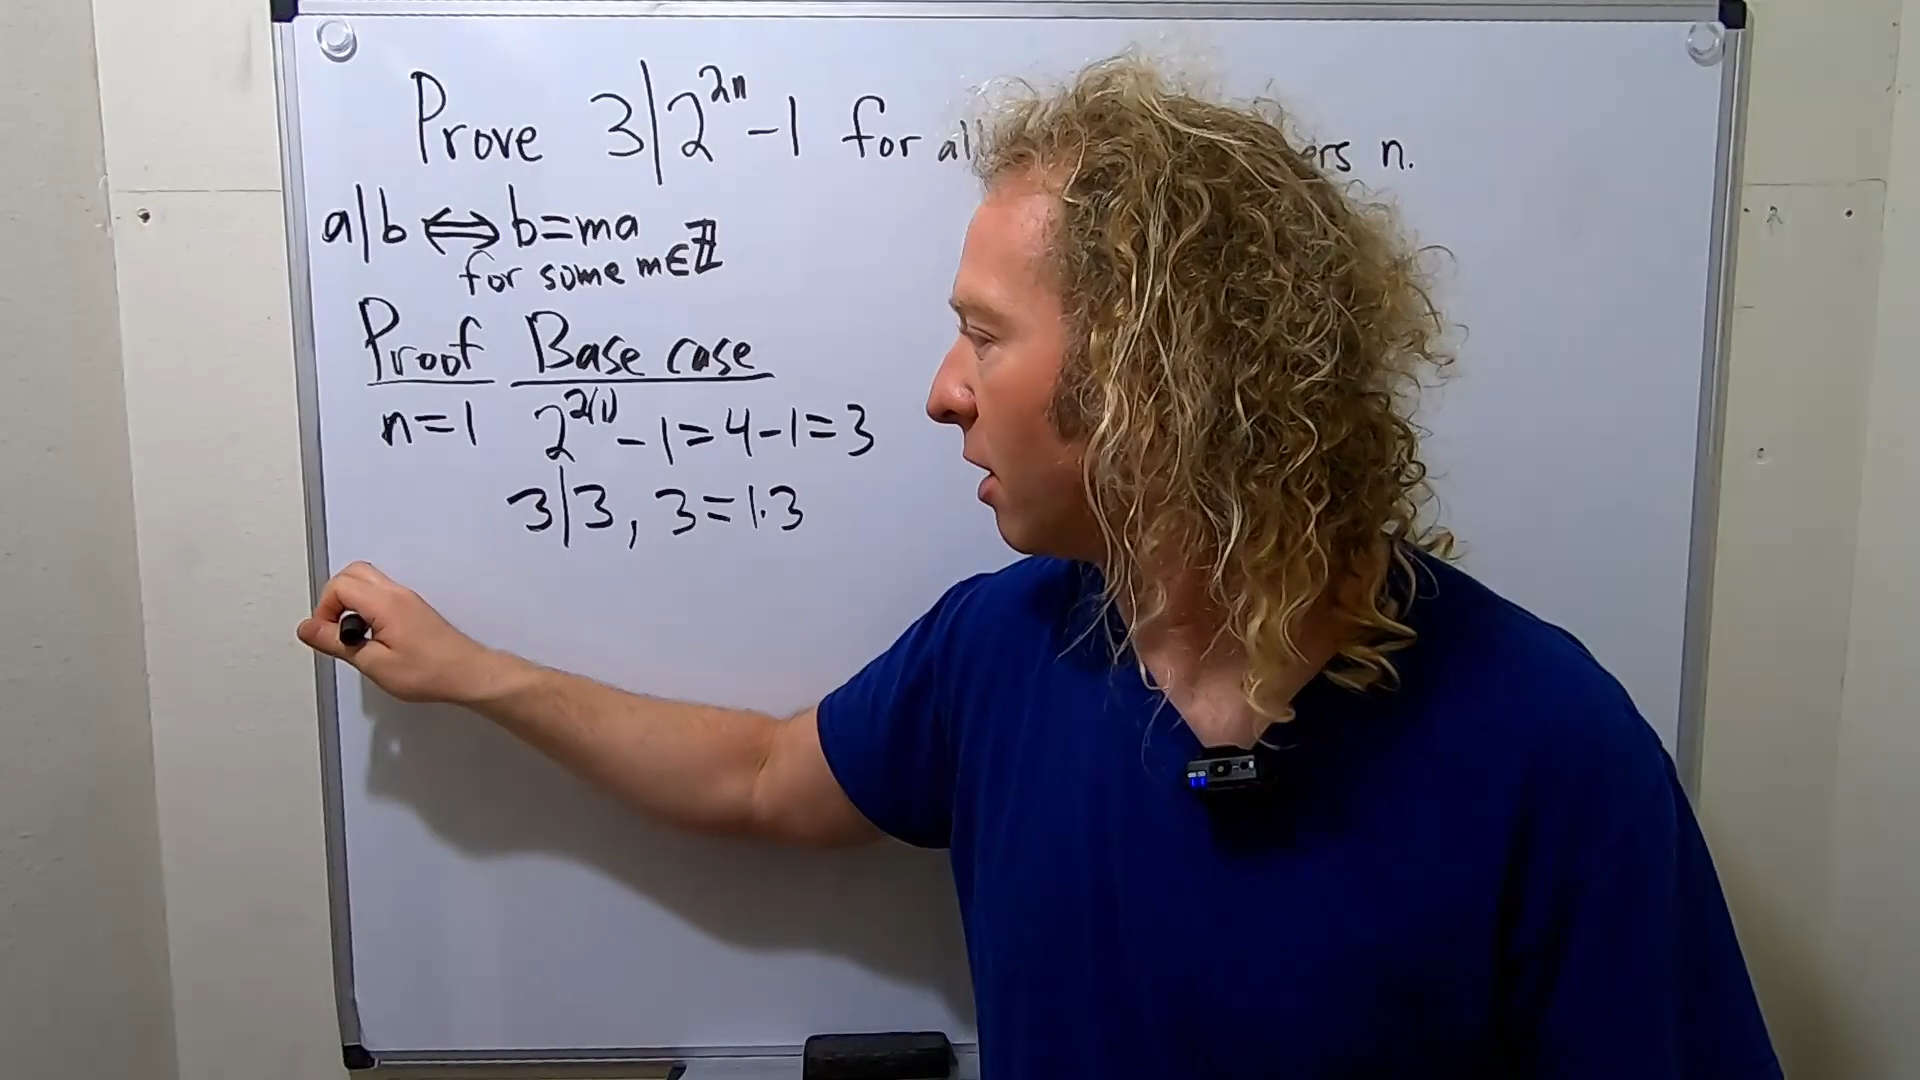 Prove 3|2^{2n} - 1 for all ers n.
a|b ⟺ b=ma
for some m∈ℤ
Proof Base case
n=1 2^{2(1)} - 1 = 4 - 1 = 3
3|3, 3=1·3